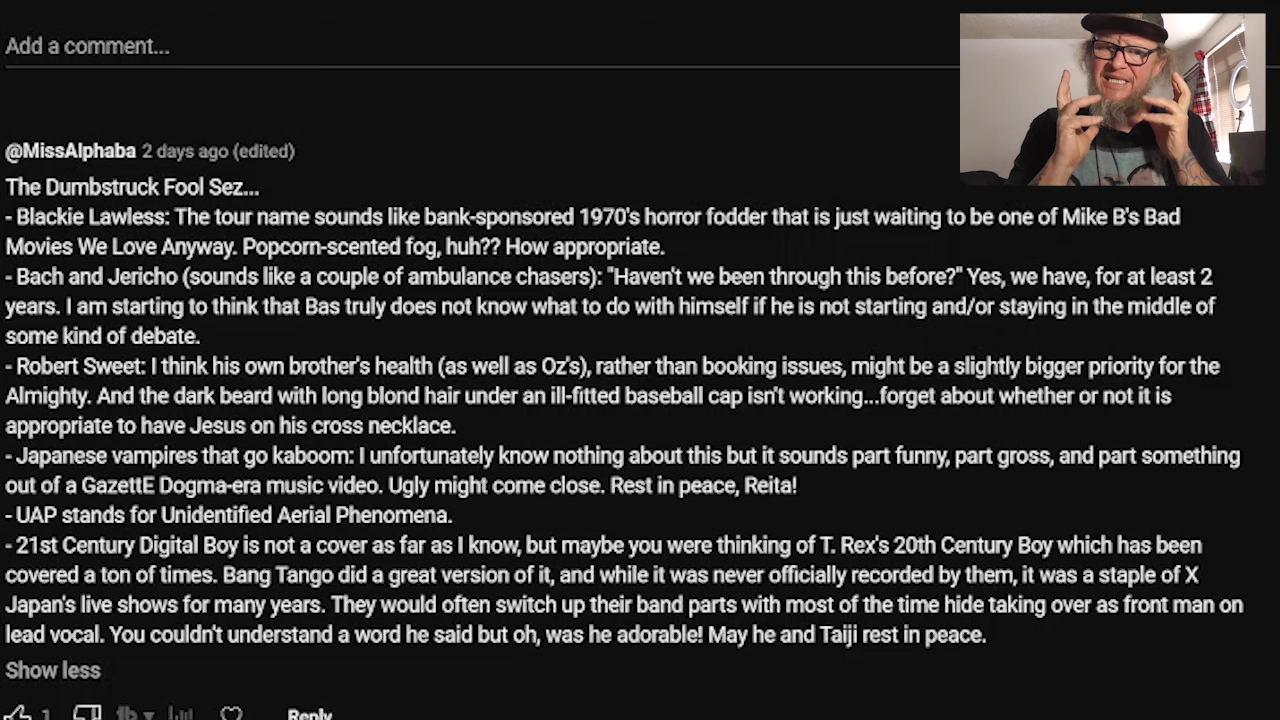 Add a comment...
@MissAlphaba 2 days ago (edited)
The Dumbstruck Fool Sez...
- Blackie Lawless: The tour name sounds like bank-sponsored 1970's horror fodder that is just waiting to be one of Mike B's Bad
Movies We Love Anyway. Popcorn-scented fog, huh?? How appropriate.
- Bach and Jericho (sounds like a couple of ambulance chasers): "Haven't we been through this before?" Yes, we have, for at least 2
years. I am starting to think that Bas truly does not know what to do with himself if he is not starting and/or staying in the middle of
some kind of debate.
- Robert Sweet: I think his own brother's health (as well as Oz's), rather than booking issues, might be a slightly bigger priority for the
Almighty. And the dark beard with long blond hair under an ill-fitted baseball cap isn't working...forget about whether or not it is
appropriate to have Jesus on his cross necklace.
- Japanese vampires that go kaboom: I unfortunately know nothing about this but it sounds part funny, part gross, and part something
out of a GazettE Dogma-era music video. Ugly might come close. Rest in peace, Reita!
- UAP stands for Unidentified Aerial Phenomena.
- 21st Century Digital Boy is not a cover as far as I know, but maybe you were thinking of T. Rex's 20th Century Boy which has been
covered a ton of times. Bang Tango did a great version of it, and while it was never officially recorded by them, it was a staple of X
Japan's live shows for many years. They would often switch up their band parts with most of the time hide taking over as front man on
lead vocal. You couldn't understand a word he said but oh, was he adorable! May he and Taiji rest in peace.
Show less
1 Reply